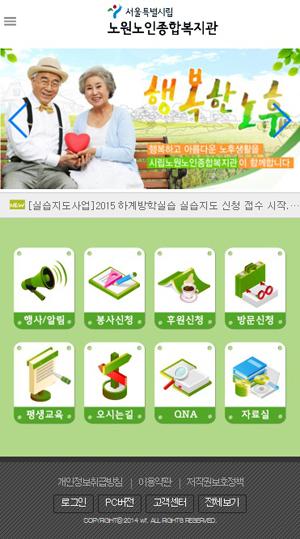 서울특별시립
노원노인종합복지관
행복한 노후
행복하고 아름다운 노후생활을
시립노원노인종합복지관이 함께합니다
NEW [실습지도사업]2015 하계방학실습 실습지도 신청 접수 시작.…
행사/알림 봉사신청 후원신청 방문신청
평생교육 오시는길 QNA 자료실
개인정보취급방침 | 이용약관 | 저작권보호정책
로그인 PC버전 고객센터 전체보기
COPYRIGHT@2014 wf. ALL RIGHTS RESERVED.